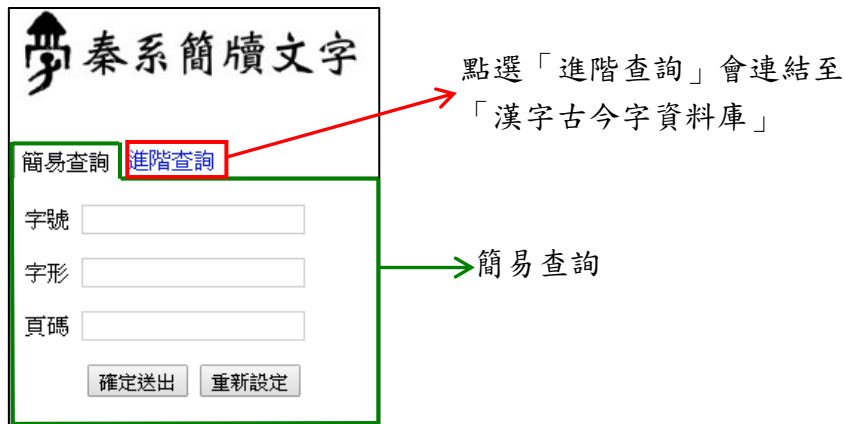 秦系簡牘文字
點選「進階查詢」會連結至
「漢字古今字資料庫」
簡易查詢 進階查詢
字號
字形
簡易查詢
頁碼
確定送出 重新設定